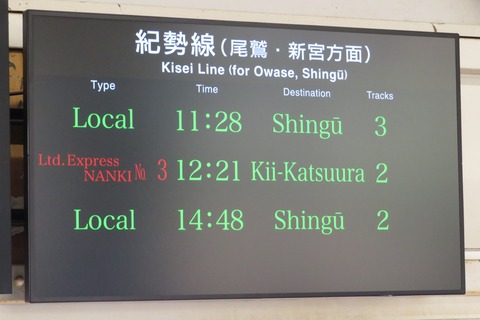 紀勢線(尾鷲・新宮方面)
Kisei Line (for Owase, Shingū)
Type Time Destination Tracks
Local 11:28 Shingū 3
Ltd. Express
NANKI No. 3 12:21 Kii-Katsuura 2
Local 14:48 Shingū 2